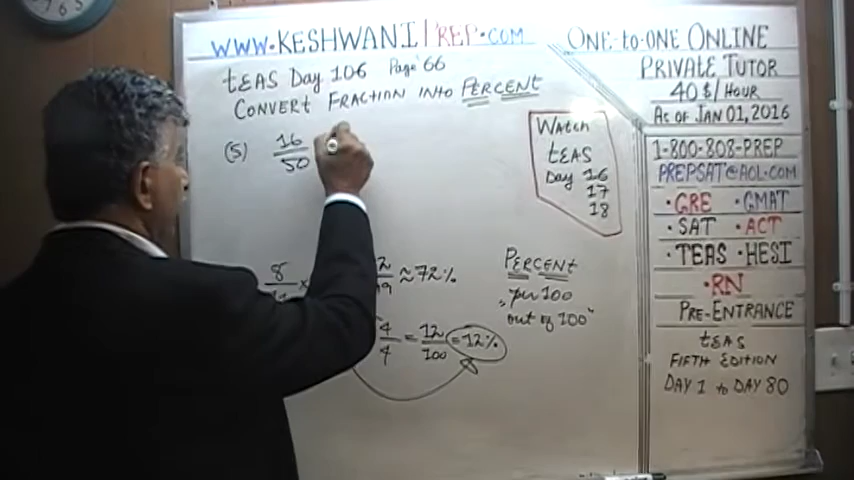 www.KESHWANIPREP.COM
TEAS Day 106 Page 66
CONVERT FRACTION INTO PERCENT
(5) 16/50
Watch
TEAS
Day 16
17
18
8/ x 2/99 ≈ 72%
4/4 = 12/100 = 12%
PERCENT
"per 100
out of 100"
ONE-TO-ONE ONLINE
PRIVATE TUTOR
40 $/HOUR
AS OF JAN 01, 2016
1-800-808-PREP
PREPSAT@AOL.COM
• GRE • GMAT
• SAT • ACT
• TEAS • HESI
• RN
PRE-ENTRANCE
TEAS
FIFTH EDITION
DAY 1 to DAY 80